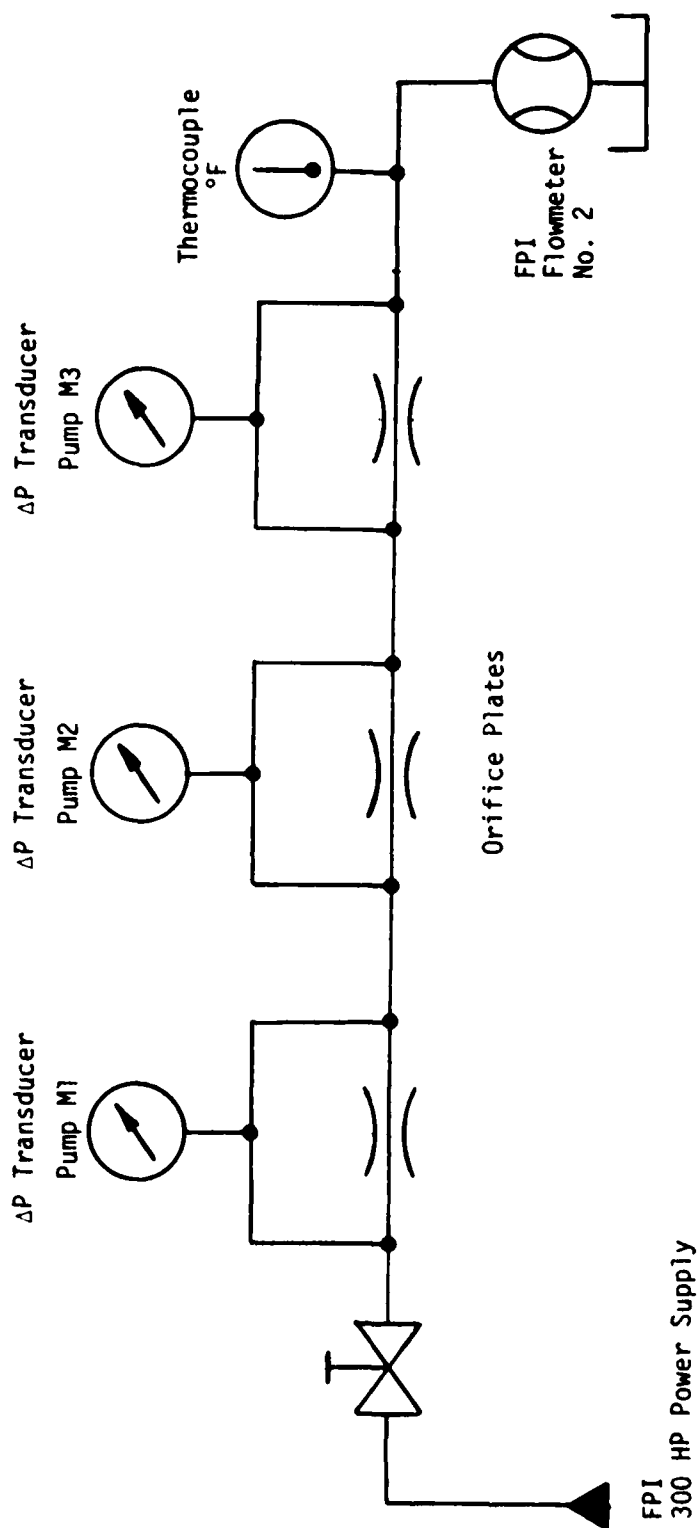 ΔP Transducer
Pump M1
ΔP Transducer
Pump M2
ΔP Transducer
Pump M3
Thermocouple
°F
FPI
300 HP Power Supply
Orifice Plates
FPI
Flowmeter
No. 2